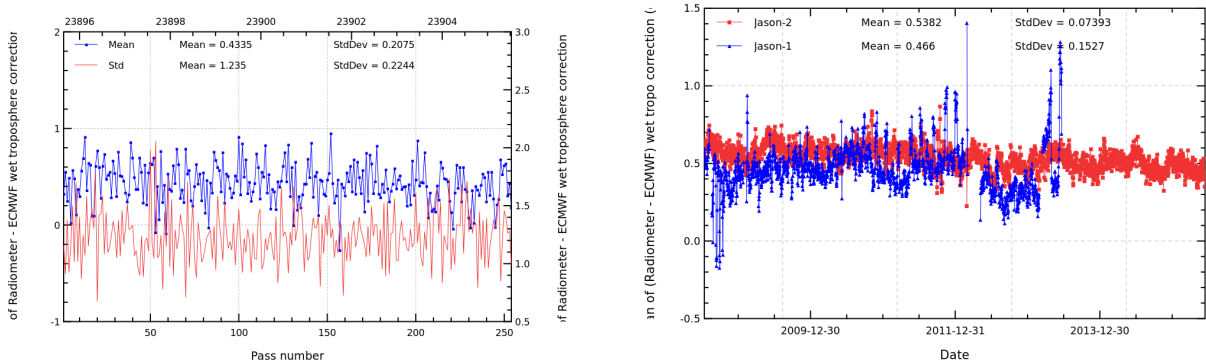 23896 23898 23900 23902 23904
of Radiometer - ECMWF wet troposphere correction
2
1
0
-1
Mean Mean = 0.4335 StdDev = 0.2075
Std Mean = 1.235 StdDev = 0.2244
3.0
2.5
2.0
1.5
1.0
0.5
of Radiometer - ECMWF wet troposphere correction
50 100 150 200 250
Pass number
an of (Radiometer - ECMWF) wet tropo correction (
1.5
1.0
0.5
0.0
-0.5
Jason-2 Mean = 0.5382 StdDev = 0.07393
Jason-1 Mean = 0.466 StdDev = 0.1527
2009-12-30 2011-12-31 2013-12-30
Date